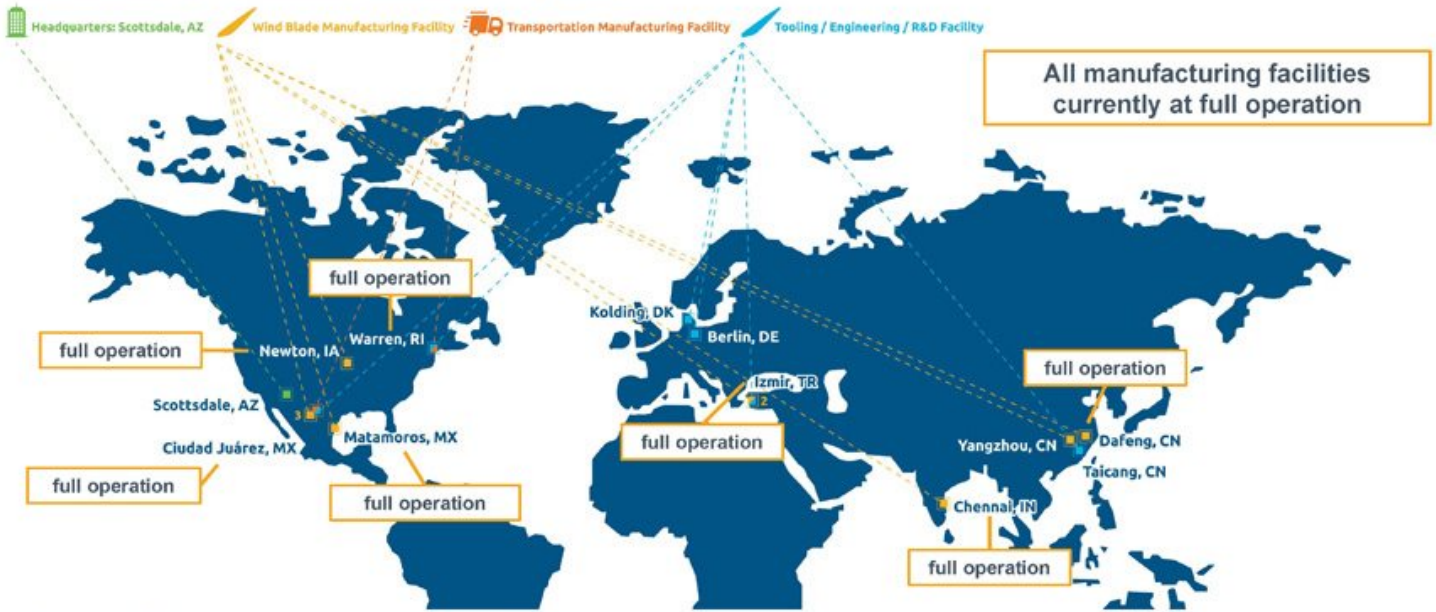 Headquarters: Scottsdale, AZ
Wind Blade Manufacturing Facility
Transportation Manufacturing Facility
Tooling / Engineering / R&D Facility
All manufacturing facilities
currently at full operation
full operation
Kolding, DK
Warren, RI
Berlin, DE
full operation
Newton, IA
full operation
Izmir, TR
2
Scottsdale, AZ
3
Matamoros, MX
full operation
Yangzhou, CN
Dafeng, CN
Ciudad Juárez, MX
Taicang, CN
full operation
full operation
Chennai, IN
full operation